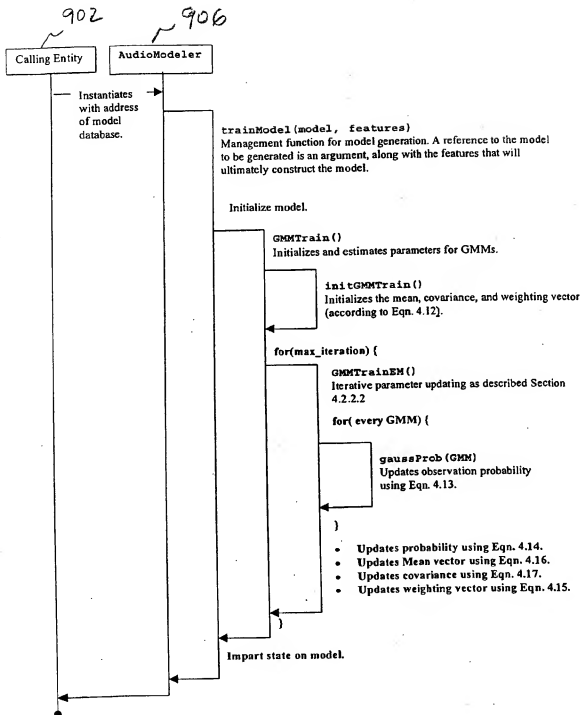 902
906
Calling Entity
AudioModeler
Instantiates
with address
of model
database.
trainModel(model, features)
Management function for model generation. A reference to the model
to be generated is an argument, along with the features that will
ultimately construct the model.
Initialize model.
GMMTrain()
Initializes and estimates parameters for GMMs.
initGMMTrain()
Initializes the mean, covariance, and weighting vector
(according to Eqn. 4.12).
for(max_iteration) {
GMMTrainEM()
Iterative parameter updating as described Section
4.2.2.2
for( every GMM) {
gaussProb(GMM)
Updates observation probability
using Eqn. 4.13.
}
• Updates probability using Eqn. 4.14.
• Updates Mean vector using Eqn. 4.16.
• Updates covariance using Eqn. 4.17.
• Updates weighting vector using Eqn. 4.15.
}
Impart state on model.